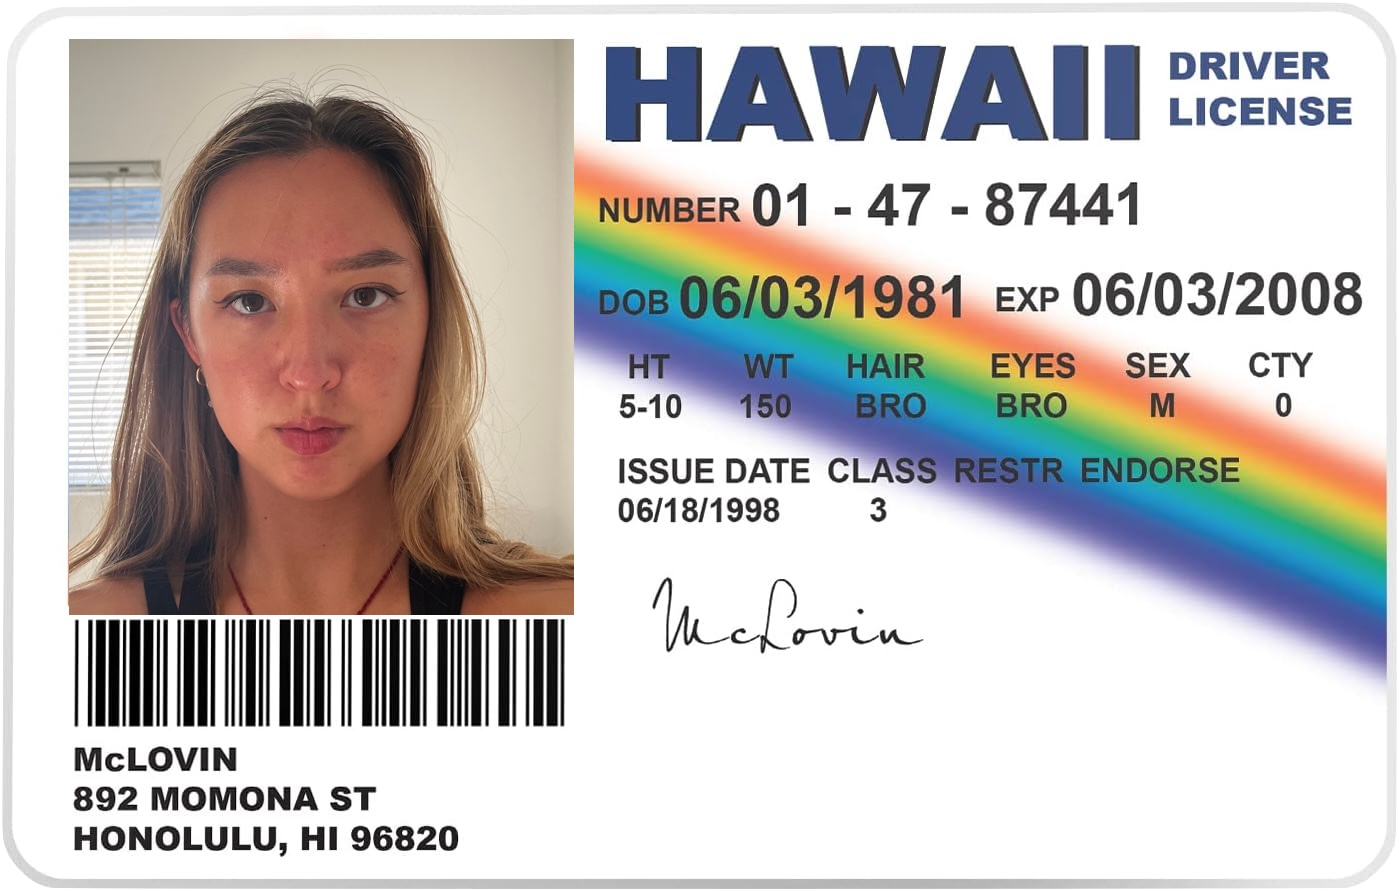 HAWAII DRIVER LICENSE
NUMBER 01 - 47 - 87441
DOB 06/03/1981 EXP 06/03/2008
HT WT HAIR EYES SEX CTY
5-10 150 BRO BRO M 0
ISSUE DATE CLASS RESTR ENDORSE
06/18/1998 3
McLovin
McLOVIN
892 MOMONA ST
HONOLULU, HI 96820